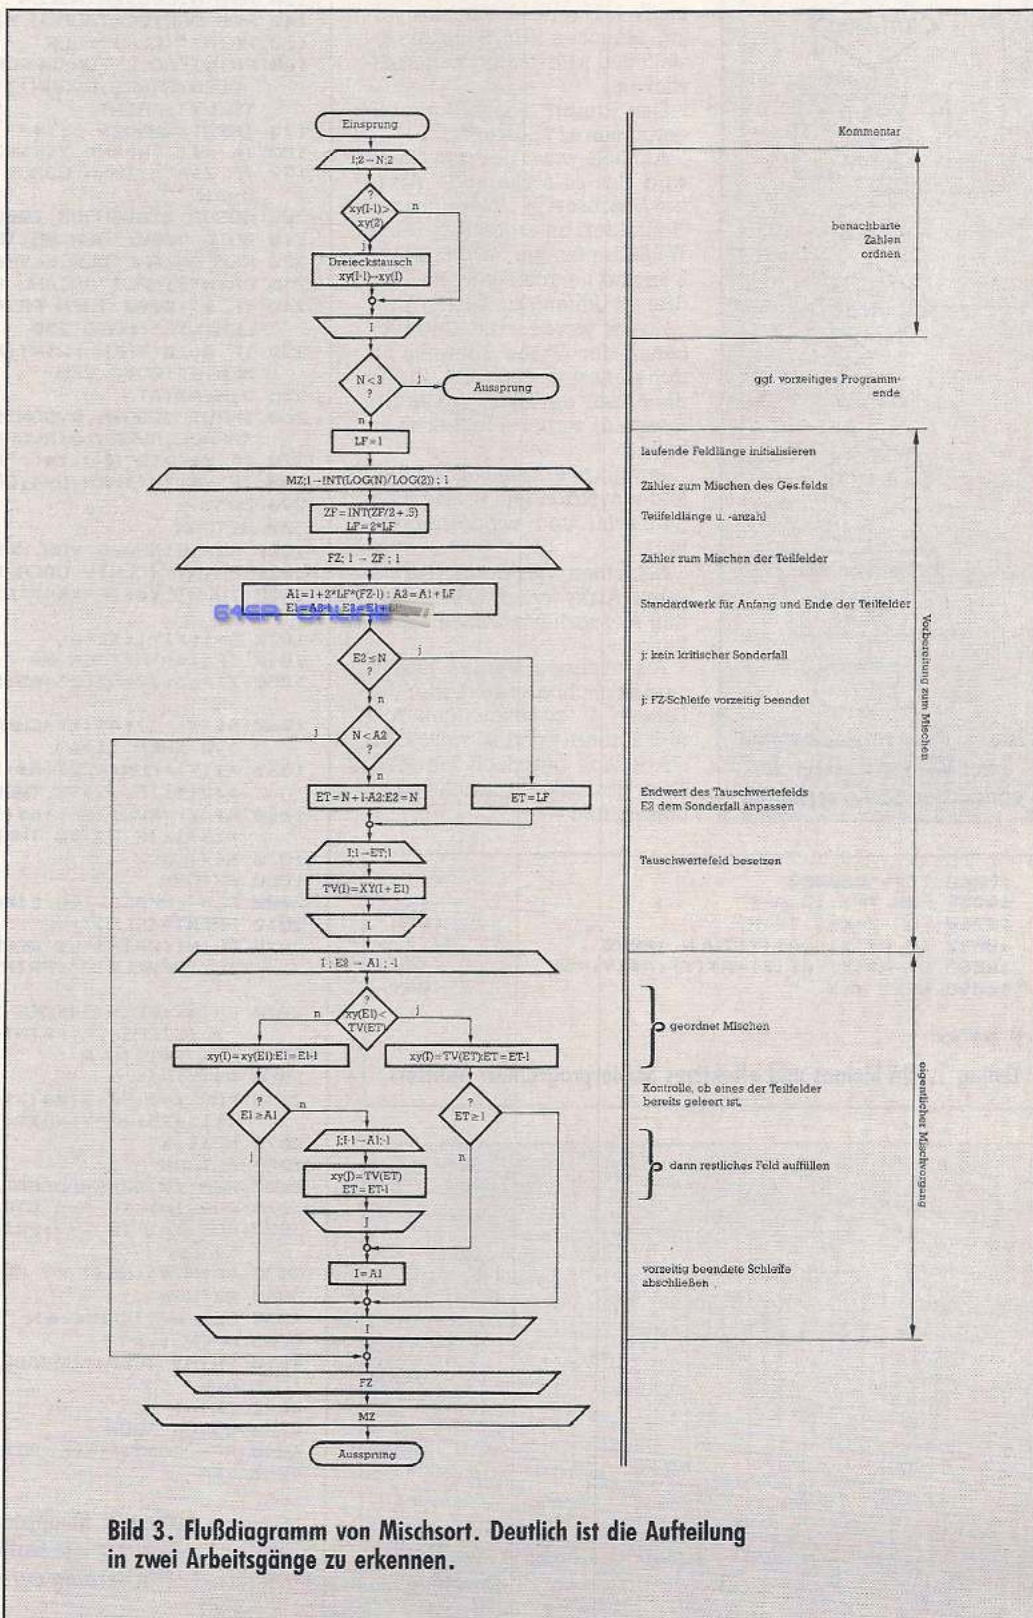 Einsprung
I;2→N;2
?
xy(I-1)>
xy(2)
n
j
Dreieckstausch
xy(I-1)↔xy(I)
I
N<3
?
j
Aussprung
n
LF=1
MZ;1→INT(LOG(N)/LOG(2)) ; 1
ZF=INT(ZF/2 + .5)
LF=2*LF
FZ; 1 → ZF ; 1
A1=1+2*LF*(FZ-1) : A2=A1+LF
E1=A2-1 : E2=E1+
64ER ONLINE
E2≤N
?
j
n
N<A2
?
j
n
ET=N+1-A2:E2=N
ET=LF
I;1→ET;1
TV(I)=XY(I+E1)
I
I ; E2 → A1 ; -1
?
xy(E1)<
TV(ET)
n
j
xy(I)=xy(E1):E1=E1-1
xy(I)=TV(ET):ET=ET-1
?
E1≥A1
n
j
?
ET≥1
n
J;I-1→A1;-1
xy(J)=TV(ET)
ET=ET-1
J
I=A1
I
FZ
MZ
Aussprung
Kommentar
benachbarte
Zahlen
ordnen
ggf. vorzeitiges Programm-
ende
laufende Feldlänge initialisieren
Zähler zum Mischen des Ges.felds
Teilfeldlänge u. -anzahl
Zähler zum Mischen der Teilfelder
Standardwerk für Anfang und Ende der Teilfelder
j: kein kritischer Sonderfall
j: FZ-Schleife vorzeitig beendet
Endwert des Tauschwertefelds
E2 dem Sonderfall anpassen
Tauschwertefeld besetzen
Vorbereitung zum Mischen
geordnet Mischen
Kontrolle, ob eines der Teilfelder
bereits geleert ist,
dann restliches Feld auffüllen
vorzeitig beendete Schleife
abschließen
eigentlicher Mischvorgang
Bild 3. Flußdiagramm von Mischsort. Deutlich ist die Aufteilung
in zwei Arbeitsgänge zu erkennen.